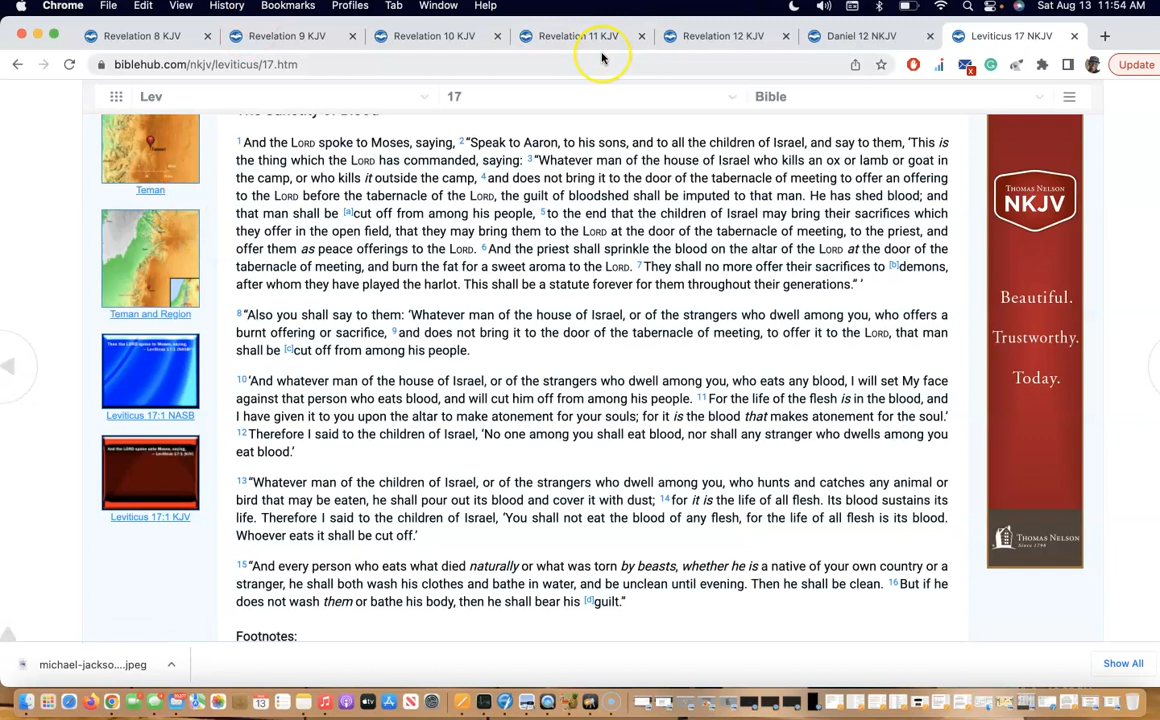 Chrome File Edit View History Bookmarks Profiles Tab Window Help Sat Aug 13 11:54 AM
Revelation 8 KJV Revelation 9 KJV Revelation 10 KJV Revelation 11 KJV Revelation 12 KJV Daniel 12 NKJV Leviticus 17 NKJV
biblehub.com/nkjv/leviticus/17.htm Update
Lev 17 Bible
1And the LORD spoke to Moses, saying, 2“Speak to Aaron, to his sons, and to all the children of Israel, and say to them, ‘This is
the thing which the LORD has commanded, saying: 3“Whatever man of the house of Israel who kills an ox or lamb or goat in
the camp, or who kills it outside the camp, 4and does not bring it to the door of the tabernacle of meeting to offer an offering
to the LORD before the tabernacle of the LORD, the guilt of bloodshed shall be imputed to that man. He has shed blood; and
that man shall be [a]cut off from among his people, 5to the end that the children of Israel may bring their sacrifices which
they offer in the open field, that they may bring them to the LORD at the door of the tabernacle of meeting, to the priest, and
offer them as peace offerings to the LORD. 6And the priest shall sprinkle the blood on the altar of the LORD at the door of the
tabernacle of meeting, and burn the fat for a sweet aroma to the LORD. 7They shall no more offer their sacrifices to [b]demons,
after whom they have played the harlot. This shall be a statute forever for them throughout their generations.” ’
8“Also you shall say to them: ‘Whatever man of the house of Israel, or of the strangers who dwell among you, who offers a
burnt offering or sacrifice, 9and does not bring it to the door of the tabernacle of meeting, to offer it to the LORD, that man
shall be [c]cut off from among his people.
10‘And whatever man of the house of Israel, or of the strangers who dwell among you, who eats any blood, I will set My face
against that person who eats blood, and will cut him off from among his people. 11For the life of the flesh is in the blood, and
I have given it to you upon the altar to make atonement for your souls; for it is the blood that makes atonement for the soul.’
12Therefore I said to the children of Israel, ‘No one among you shall eat blood, nor shall any stranger who dwells among you
eat blood.’
13“Whatever man of the children of Israel, or of the strangers who dwell among you, who hunts and catches any animal or
bird that may be eaten, he shall pour out its blood and cover it with dust; 14for it is the life of all flesh. Its blood sustains its
life. Therefore I said to the children of Israel, ‘You shall not eat the blood of any flesh, for the life of all flesh is its blood.
Whoever eats it shall be cut off.’
15“And every person who eats what died naturally or what was torn by beasts, whether he is a native of your own country or a
stranger, he shall both wash his clothes and bathe in water, and be unclean until evening. Then he shall be clean. 16But if he
does not wash them or bathe his body, then he shall bear his [d]guilt.”
Footnotes:
Teman
Teman and Region
Leviticus 17:1 NASB
Leviticus 17:1 KJV
THOMAS NELSON
NKJV
Beautiful.
Trustworthy.
Today.
THOMAS NELSON
Since 1798
michael-jackso....jpeg
Show All